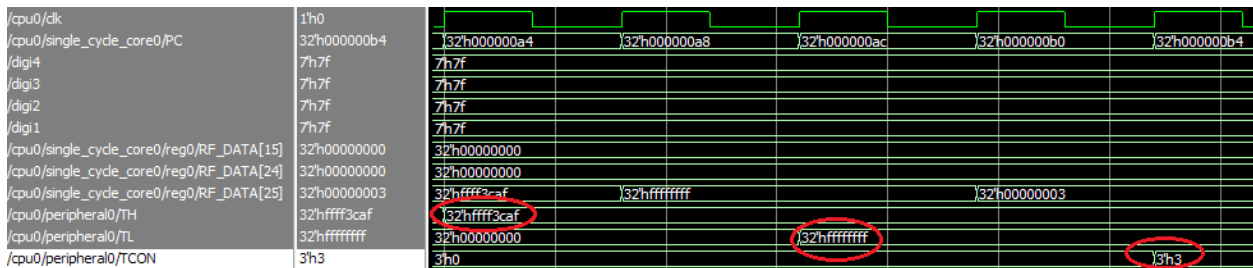 /cpu0/clk 1'h0
/cpu0/single_cycle_core0/PC 32'h000000b4 32'h000000a4 32'h000000a8 32'h000000ac 32'h000000b0 32'h000000b4
/digi4 7'h7f 7'h7f
/digi3 7'h7f 7'h7f
/digi2 7'h7f 7'h7f
/digi1 7'h7f 7'h7f
/cpu0/single_cycle_core0/reg0/RF_DATA[15] 32'h00000000 32'h00000000
/cpu0/single_cycle_core0/reg0/RF_DATA[24] 32'h00000000 32'h00000000
/cpu0/single_cycle_core0/reg0/RF_DATA[25] 32'h00000003 32'hffff3caf 32'hffffffff 32'h00000003
/cpu0/peripheral0/TH 32'hffff3caf 32'hffff3caf
/cpu0/peripheral0/TL 32'hffffffff 32'h00000000 32'hffffffff
/cpu0/peripheral0/TCON 3'h3 3'h0 3'h3